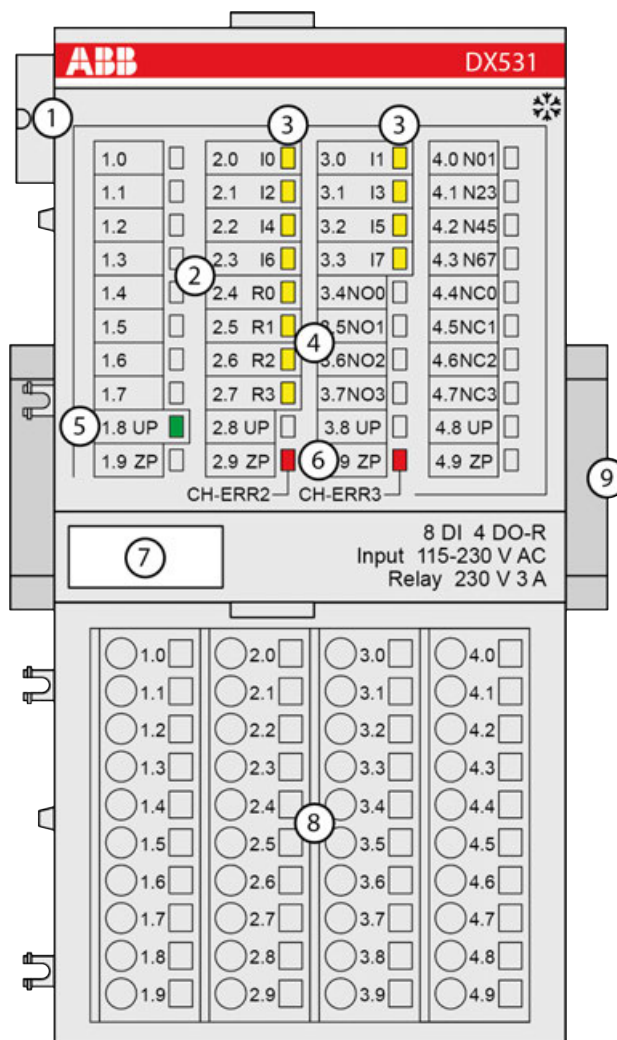 ABB DX531
1 3 3
1.0 2.0 I0 3.0 I1 4.0 N01
1.1 2.1 I2 3.1 I3 4.1 N23
1.2 2.2 I4 3.2 I5 4.2 N45
1.3 2.3 I6 3.3 I7 4.3 N67
2
1.4 2.4 R0 3.4NO0 4.4NC0
1.5 2.5 R1 .5NO1 4.5NC1
4
1.6 2.6 R2 3.6NO2 4.6NC2
1.7 2.7 R3 3.7NO3 4.7NC3
5 1.8 UP 2.8 UP 3.8 UP 4.8 UP
1.9 ZP 2.9 ZP 6 9 ZP 4.9 ZP
9
CH-ERR2 CH-ERR3
7
8 DI 4 DO-R
Input 115-230 V AC
Relay 230 V 3 A
1.0 2.0 3.0 4.0
1.1 2.1 3.1 4.1
1.2 2.2 3.2 4.2
1.3 2.3 3.3 4.3
1.4 2.4 3.4 4.4
8
1.5 2.5 3.5 4.5
1.6 2.6 3.6 4.6
1.7 2.7 3.7 4.7
1.8 2.8 3.8 4.8
1.9 2.9 3.9 4.9